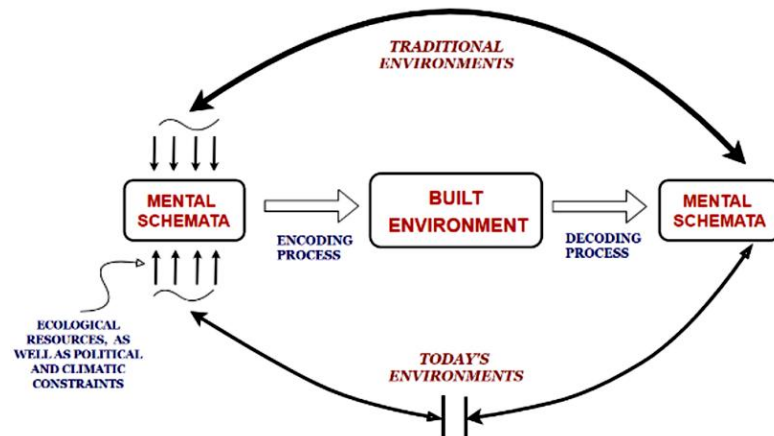 TRADITIONAL
ENVIRONMENTS
MENTAL
SCHEMATA
ENCODING
PROCESS
BUILT
ENVIRONMENT
DECODING
PROCESS
MENTAL
SCHEMATA
ECOLOGICAL
RESOURCES, AS
WELL AS POLITICAL
AND CLIMATIC
CONSTRAINTS
TODAY'S
ENVIRONMENTS